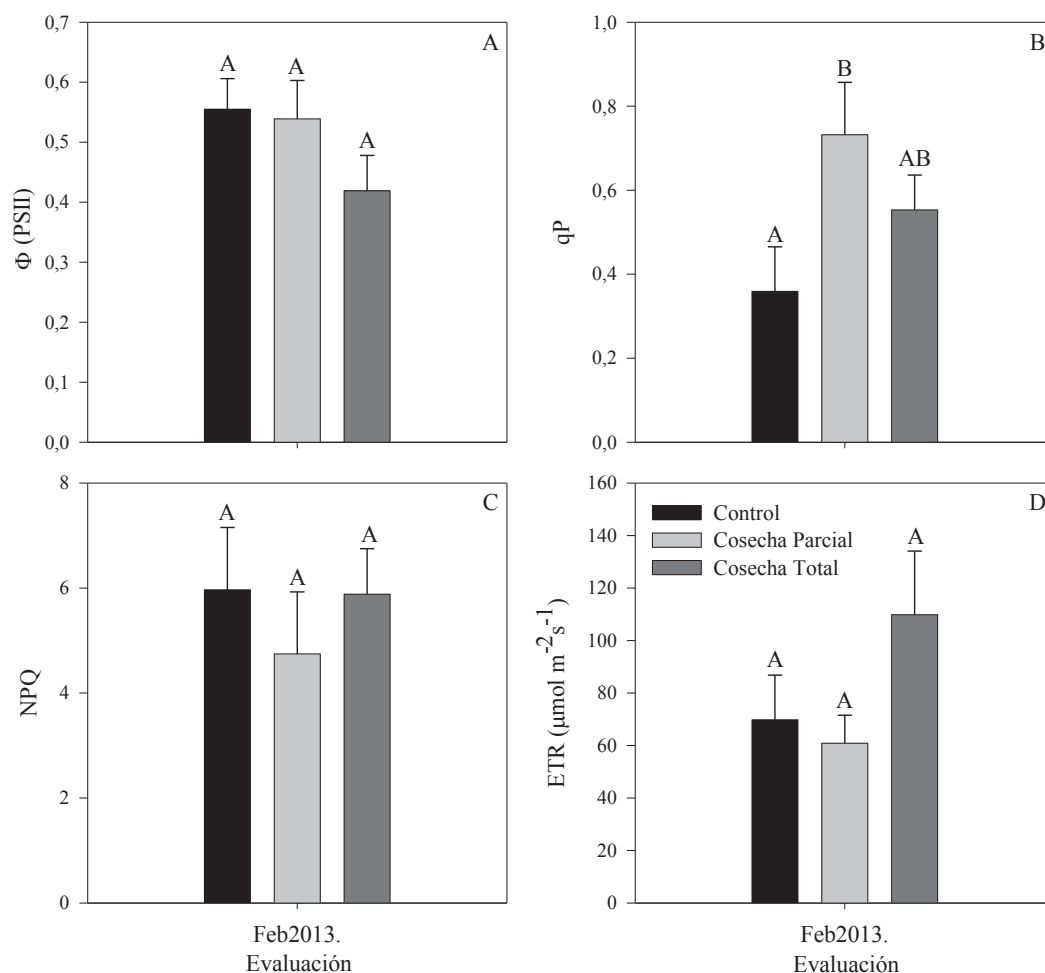 A
0,7
0,6
0,5
0,4
0,3
0,2
0,1
0,0
Φ (PSII)
A
A
A
B
1,0
0,8
0,6
0,4
0,2
0,0
qP
A
B
AB
C
8
6
4
2
0
NPQ
A
A
A
Feb2013.
Evaluación
D
160
140
120
100
80
60
40
20
0
ETR (µmol m⁻²s⁻¹)
Control
Cosecha Parcial
Cosecha Total
A
A
A
Feb2013.
Evaluación